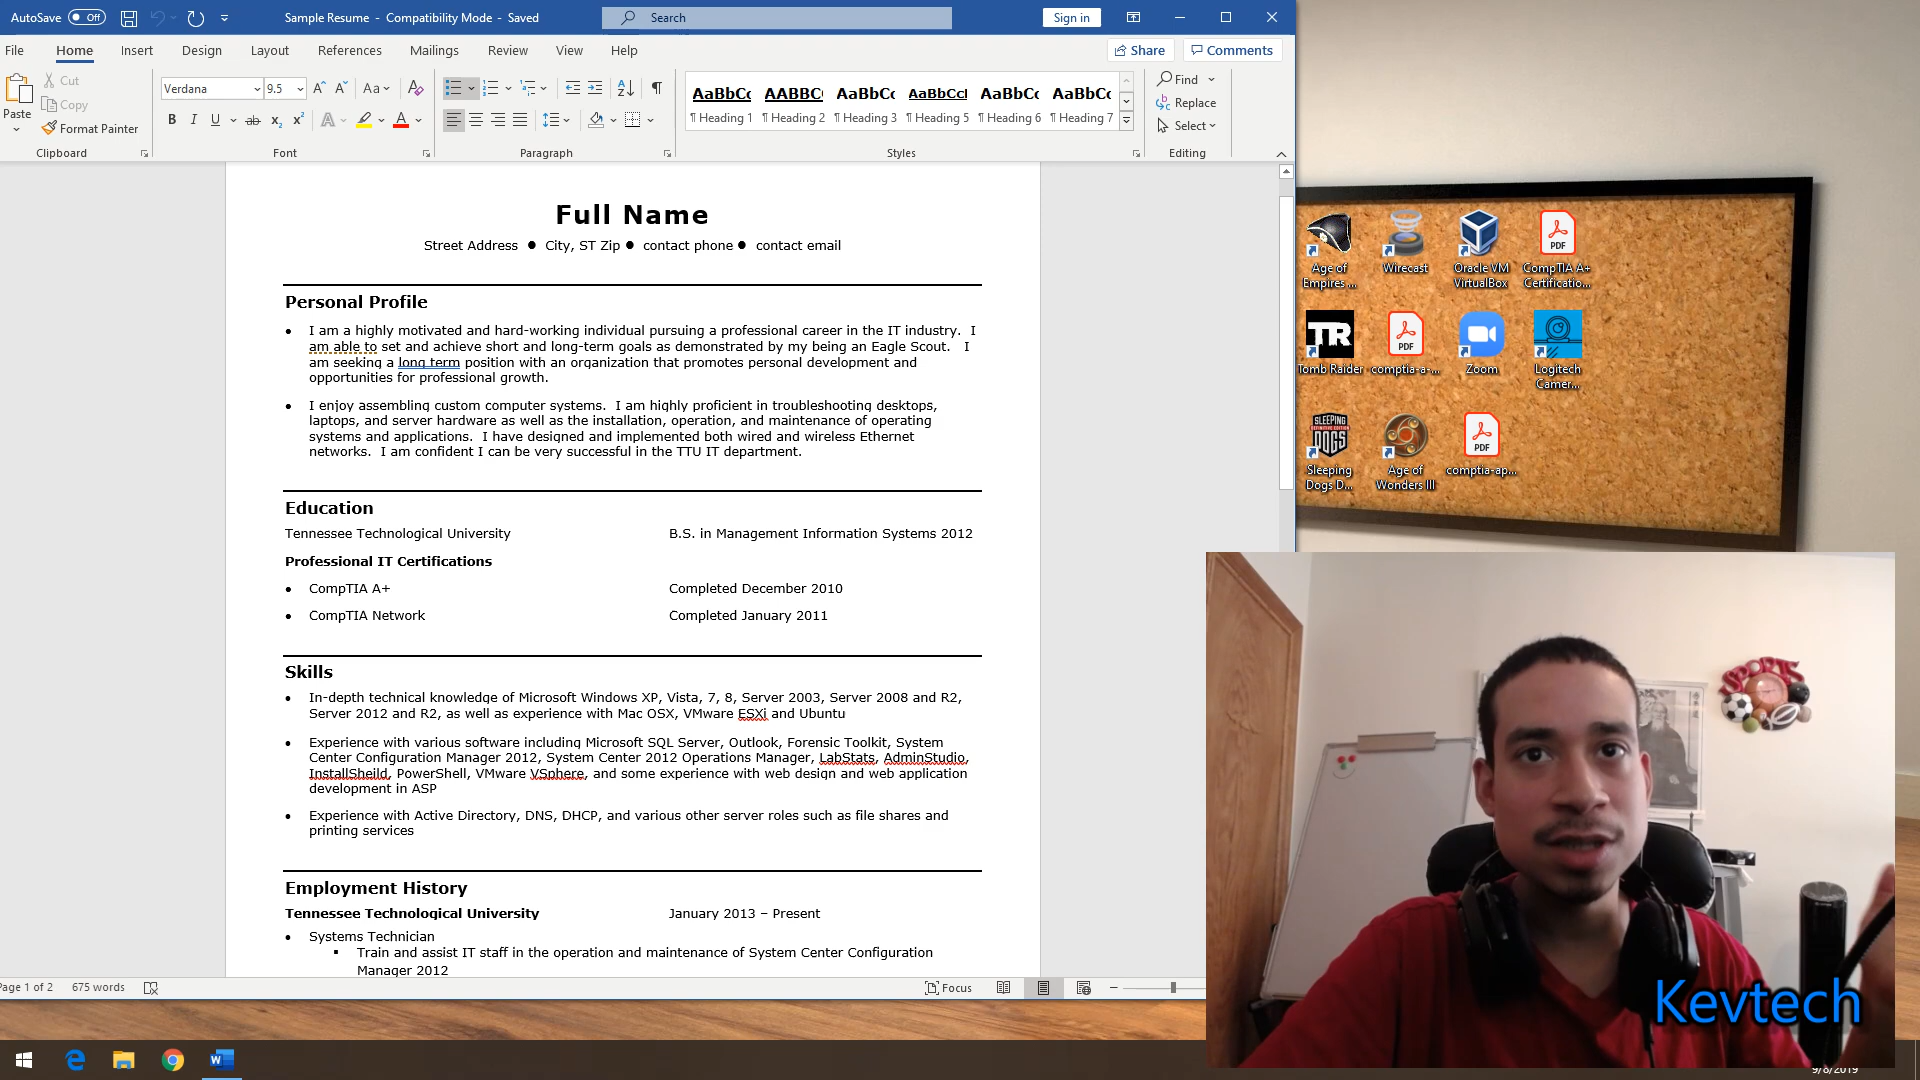 AutoSave Off Sample Resume - Compatibility Mode - Saved Search Sign in
File Home Insert Design Layout References Mailings Review View Help Share Comments
Paste Cut Copy Format Painter
Verdana 9.5
AaBbCc AABBC AaBbCc AaBbCcI AaBbCc AaBbCc
¶ Heading 1 ¶ Heading 2 ¶ Heading 3 ¶ Heading 5 ¶ Heading 6 ¶ Heading 7
Find
Replace
Select
Clipboard Font Paragraph Styles Editing
Full Name
Street Address ● City, ST Zip ● contact phone ● contact email
Personal Profile
• I am a highly motivated and hard-working individual pursuing a professional career in the IT industry. I
am able to set and achieve short and long-term goals as demonstrated by my being an Eagle Scout. I
am seeking a long term position with an organization that promotes personal development and
opportunities for professional growth.
• I enjoy assembling custom computer systems. I am highly proficient in troubleshooting desktops,
laptops, and server hardware as well as the installation, operation, and maintenance of operating
systems and applications. I have designed and implemented both wired and wireless Ethernet
networks. I am confident I can be very successful in the TTU IT department.
Education
Tennessee Technological University B.S. in Management Information Systems 2012
Professional IT Certifications
• CompTIA A+ Completed December 2010
• CompTIA Network Completed January 2011
Skills
• In-depth technical knowledge of Microsoft Windows XP, Vista, 7, 8, Server 2003, Server 2008 and R2,
Server 2012 and R2, as well as experience with Mac OSX, VMware ESXi and Ubuntu
• Experience with various software including Microsoft SQL Server, Outlook, Forensic Toolkit, System
Center Configuration Manager 2012, System Center 2012 Operations Manager, LabStats, AdminStudio,
InstallSheild, PowerShell, VMware VSphere, and some experience with web design and web application
development in ASP
• Experience with Active Directory, DNS, DHCP, and various other server roles such as file shares and
printing services
Employment History
Tennessee Technological University January 2013 – Present
• Systems Technician
▪ Train and assist IT staff in the operation and maintenance of System Center Configuration
Manager 2012
Page 1 of 2 675 words Focus
Age of Empires ...
Wirecast
Oracle VM VirtualBox
PDF
CompTIA A+ Certificatio...
TR
Tomb Raider
PDF
comptia-a-...
Zoom
Logitech Camer...
SLEEPING DOGS
Sleeping Dogs D...
Age of Wonders III
PDF
comptia-ap...
SPORT
Kevtech
9/8/2019